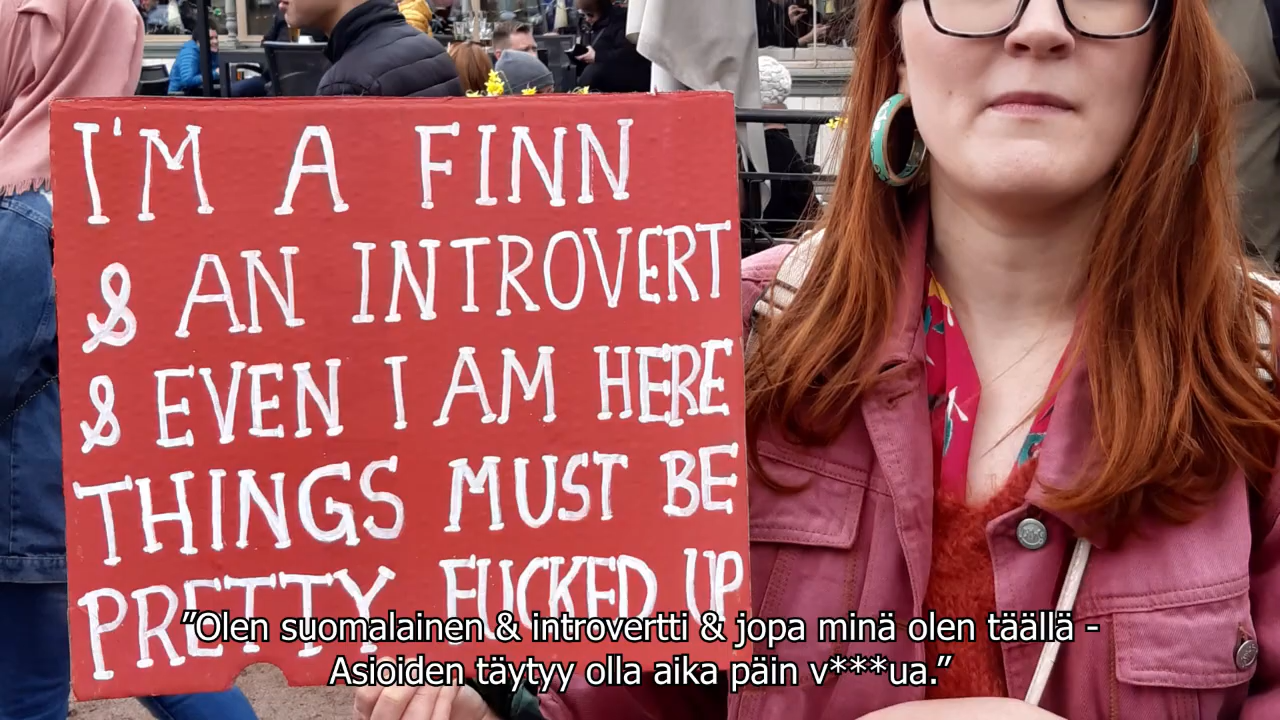 I'M A FINN
& AN INTROVERT
& EVEN I AM HERE
THINGS MUST BE
PRETTY FUCKED UP
”Olen suomalainen & introvertti & jopa minä olen täällä -
Asioiden täytyy olla aika päin v***ua.”